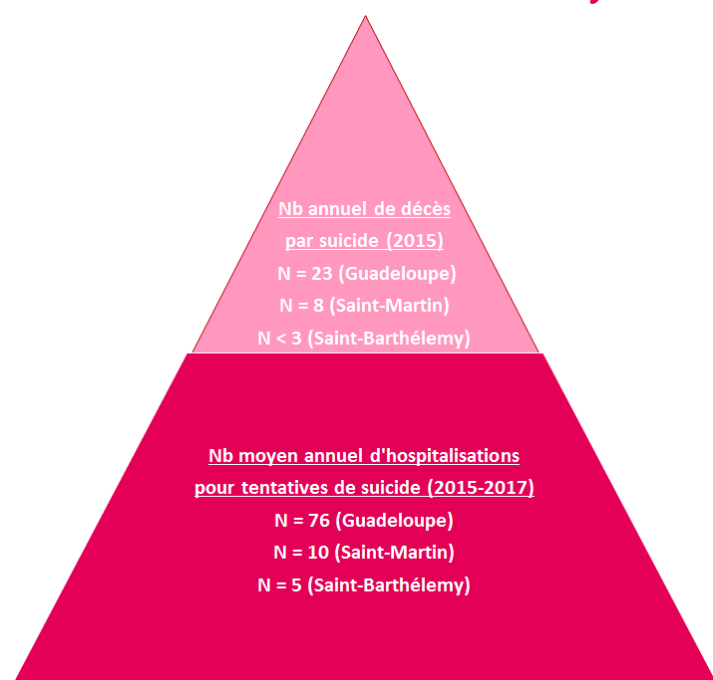 Nb annuel de décès
par suicide (2015)
N = 23 (Guadeloupe)
N = 8 (Saint-Martin)
N < 3 (Saint-Barthélemy)
Nb moyen annuel d'hospitalisations
pour tentatives de suicide (2015-2017)
N = 76 (Guadeloupe)
N = 10 (Saint-Martin)
N = 5 (Saint-Barthélemy)